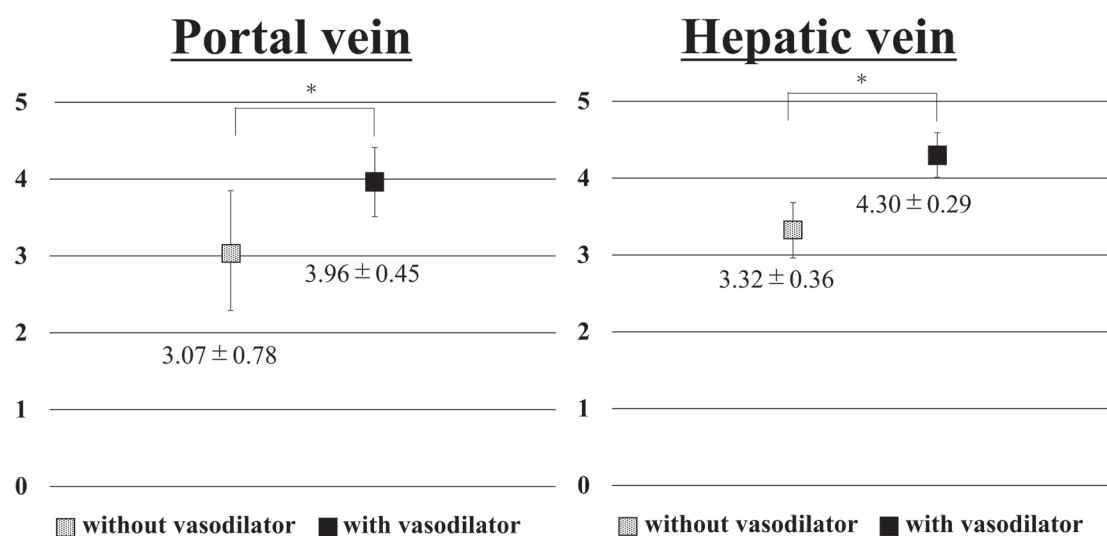 Portal vein
*
5
4
3
2
1
0
3.96 ± 0.45
3.07 ± 0.78
without vasodilator with vasodilator
Hepatic vein
*
5
4
3
2
1
0
4.30 ± 0.29
3.32 ± 0.36
without vasodilator with vasodilator